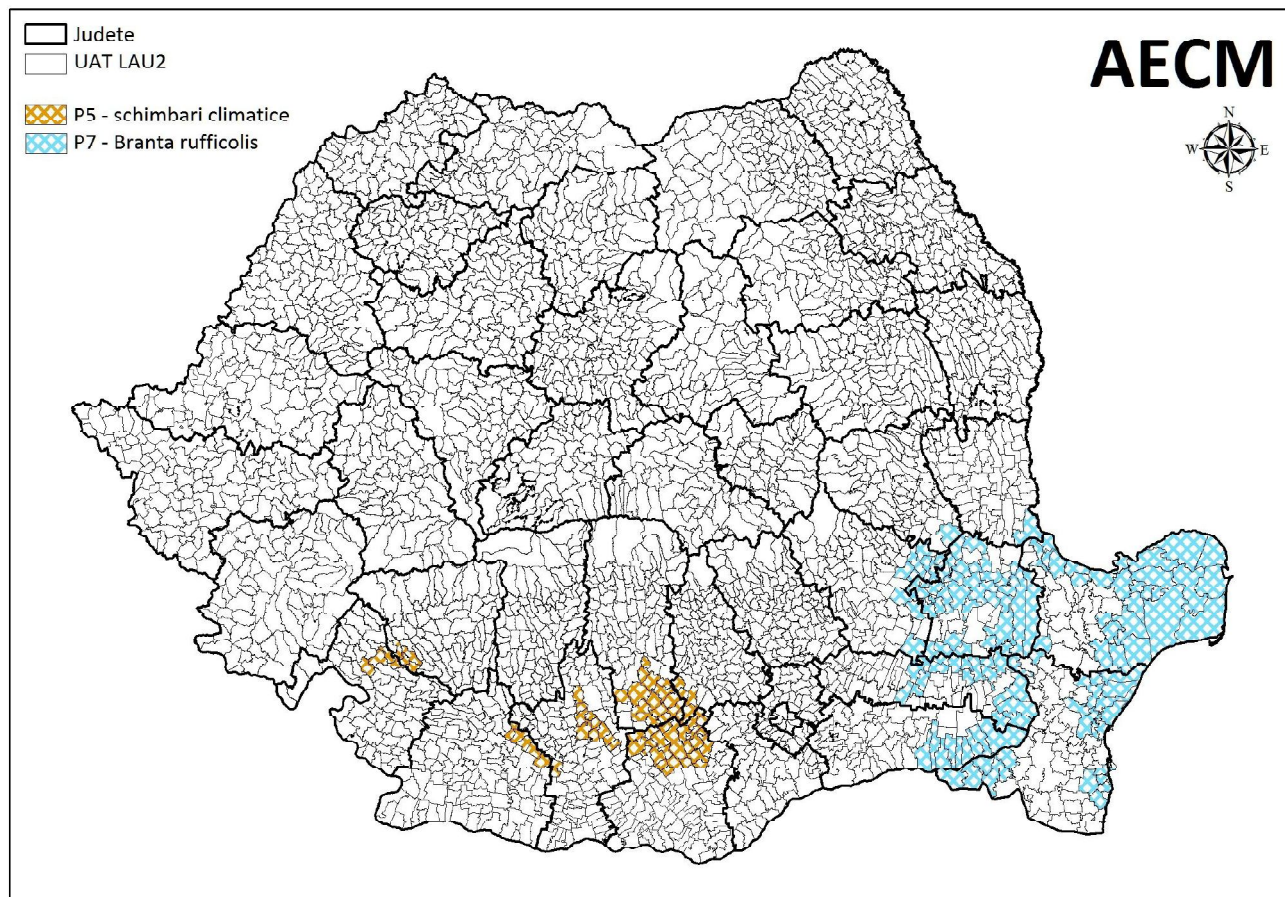 Judete
UAT LAU2
P5 - schimbari climatice
P7 - Branta rufficolis
AECM
N
W E
S